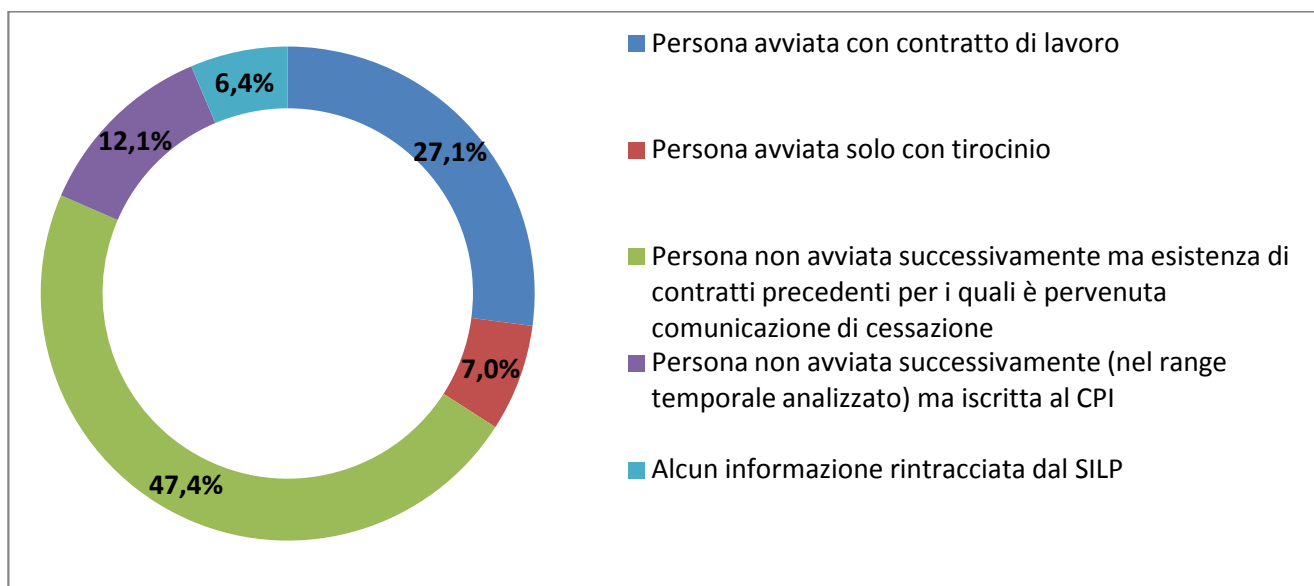 6,4%
12,1%
27,1%
7,0%
47,4%
Persona avviata con contratto di lavoro
Persona avviata solo con tirocinio
Persona non avviata successivamente ma esistenza di
contratti precedenti per i quali è pervenuta
comunicazione di cessazione
Persona non avviata successivamente (nel range
temporale analizzato) ma iscritta al CPI
Alcun informazione rintracciata dal SILP